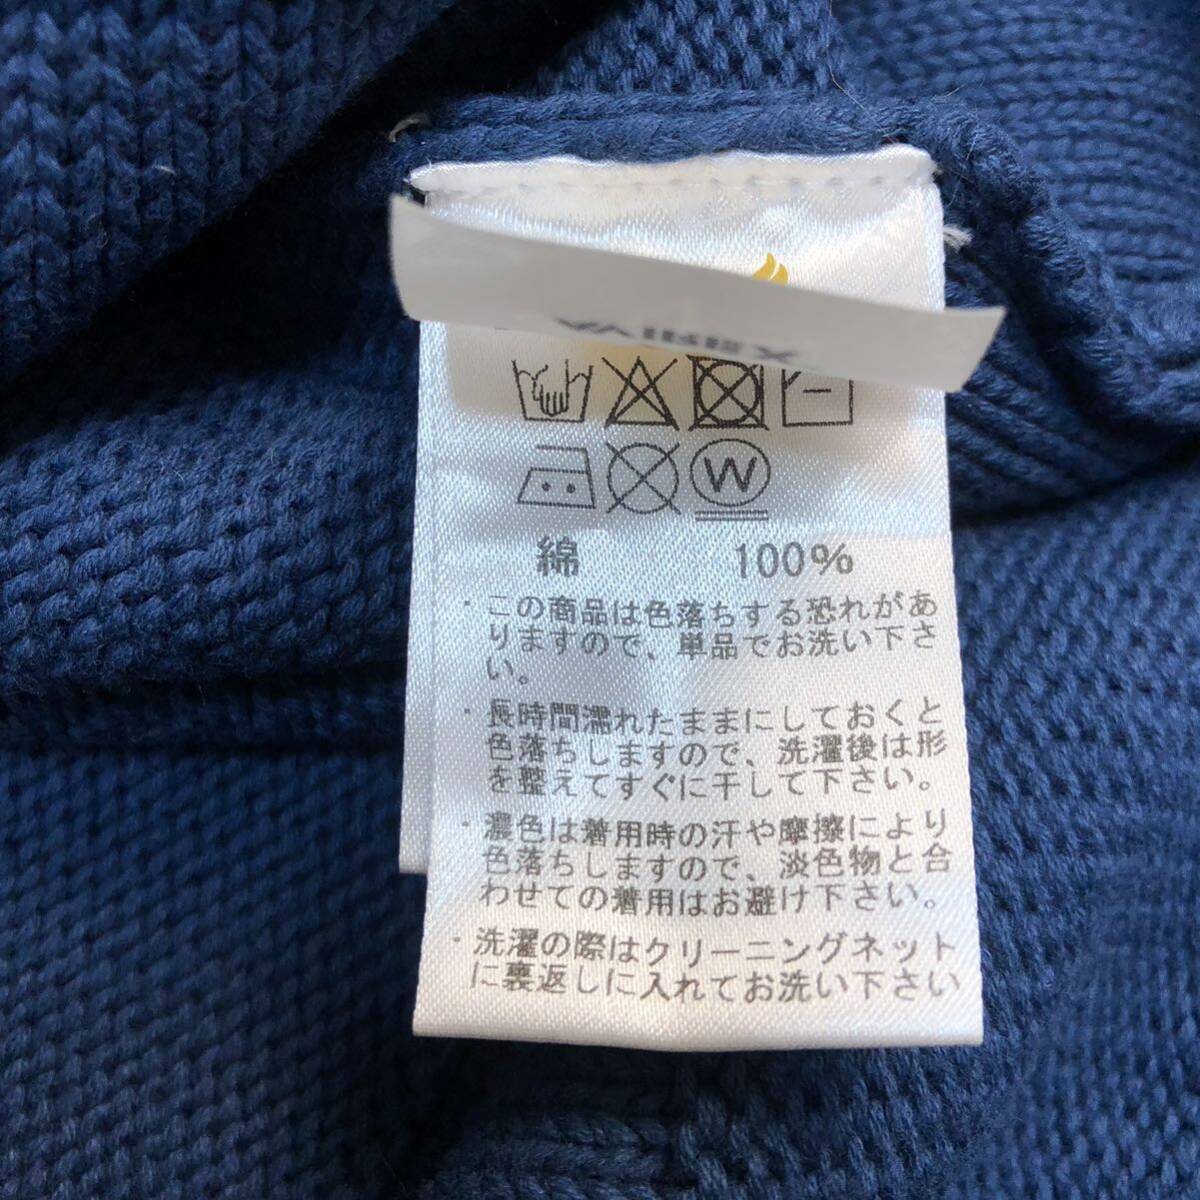 W
綿 100%
・この商品は色落ちする恐れがあ
りますので、単品でお洗い下さ
い。
・長時間濡れたままにしておくと
色落ちしますので、洗濯後は形
を整えてすぐに干して下さい。
・濃色は着用時の汗や摩擦により
色落ちしますので、淡色物と合
わせての着用はお避け下さい。
・洗濯の際はクリーニングネット
に裏返しに入れてお洗い下さい